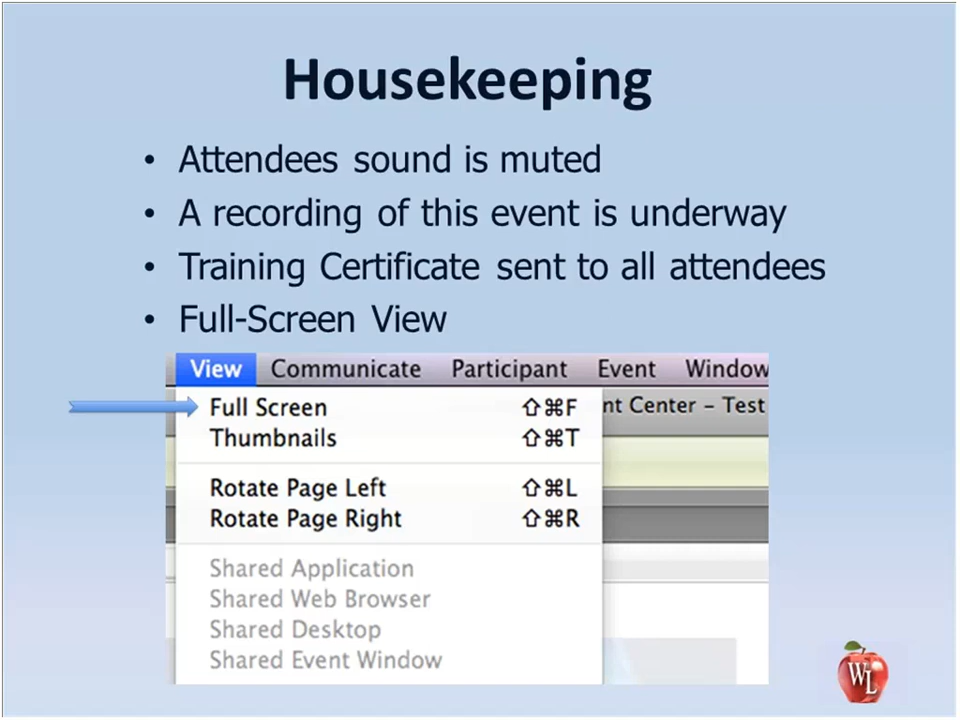 Housekeeping
• Attendees sound is muted
• A recording of this event is underway
• Training Certificate sent to all attendees
• Full-Screen View
View Communicate Participant Event Window
Full Screen ⇧⌘F nt Center – Test
Thumbnails ⇧⌘T
Rotate Page Left ⇧⌘L
Rotate Page Right ⇧⌘R
Shared Application
Shared Web Browser
Shared Desktop
Shared Event Window
WL